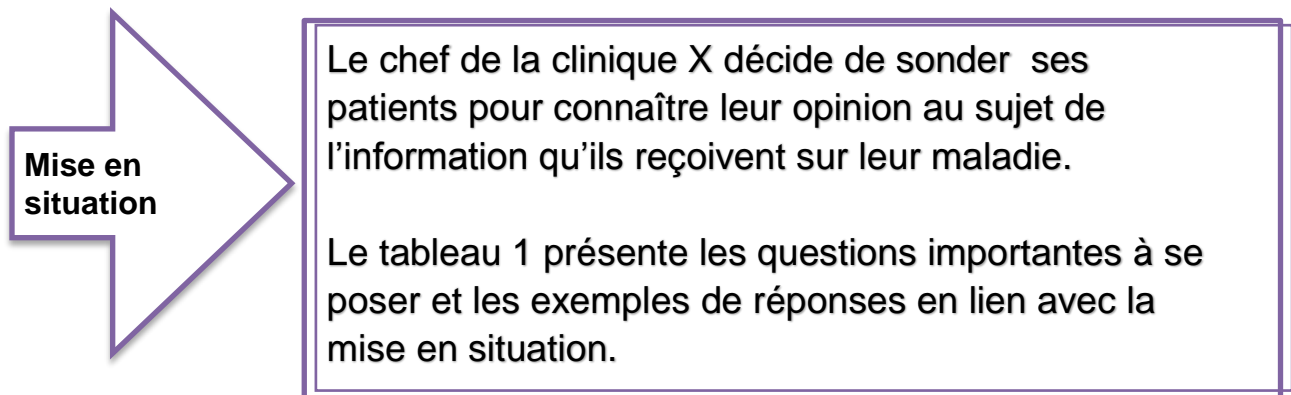 Mise en
situation
Le chef de la clinique X décide de sonder ses
patients pour connaître leur opinion au sujet de
l'information qu'ils reçoivent sur leur maladie.
Le tableau 1 présente les questions importantes à se
poser et les exemples de réponses en lien avec la
mise en situation.